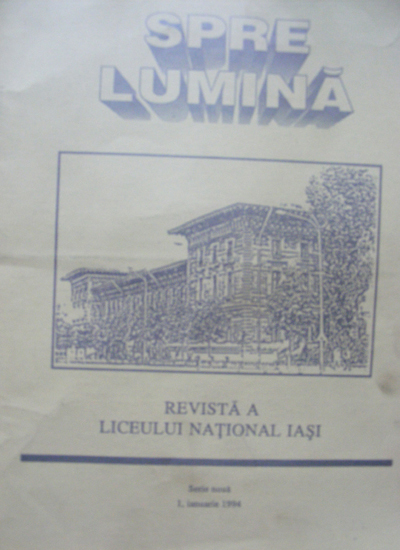 SPRE
LUMINĂ
REVISTĂ A
LICEULUI NAȚIONAL IAȘI
Serie nouă
1, ianuarie 1994